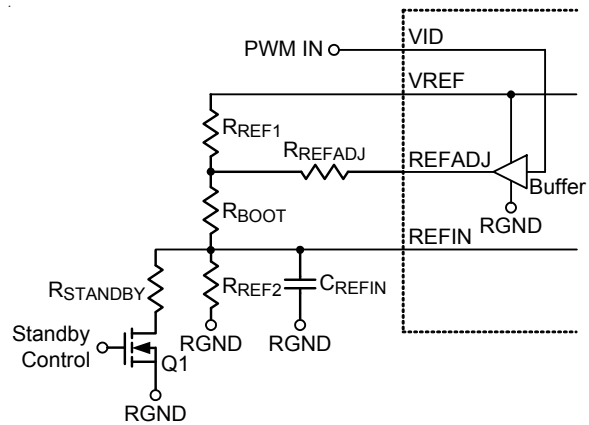 PWM IN
VID
VREF
RREF1
RREFADJ
REFADJ
Buffer
RBOOT
RGND
REFIN
RSTANDBY
RREF2
CREFIN
Standby
Control
Q1
RGND
RGND
RGND